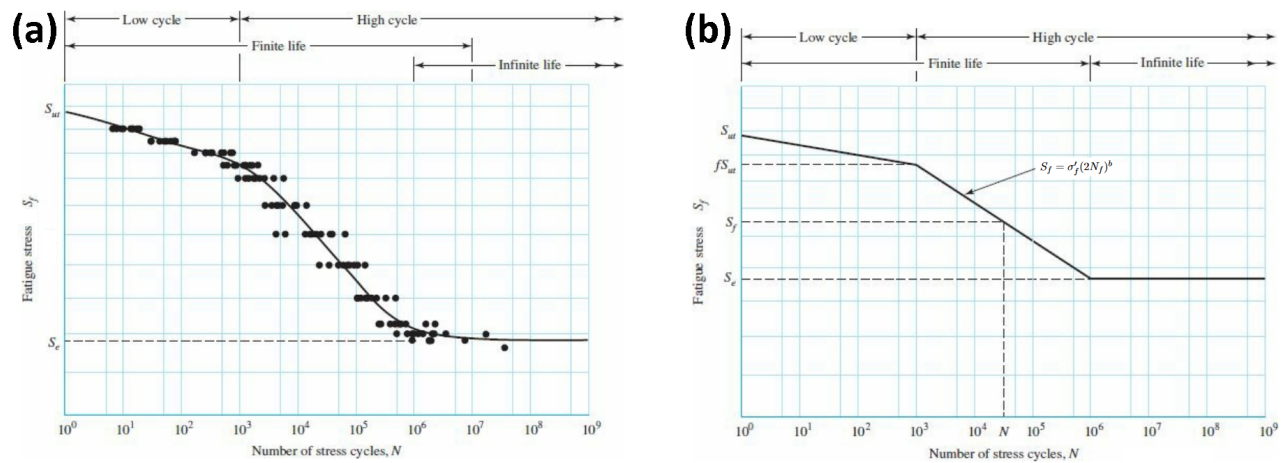 (a)
Low cycle
High cycle
Finite life
Infinite life
S_ut
S_e
Fatigue stress S_f
10^0 10^1 10^2 10^3 10^4 10^5 10^6 10^7 10^8 10^9
Number of stress cycles, N
(b)
Low cycle
High cycle
Finite life
Infinite life
S_ut
fS_ut
S_f
S_e
S_f = σ′_f(2N_f)^b
Fatigue stress S_f
10^0 10^1 10^2 10^3 10^4 N 10^5 10^6 10^7 10^8 10^9
Number of stress cycles, N